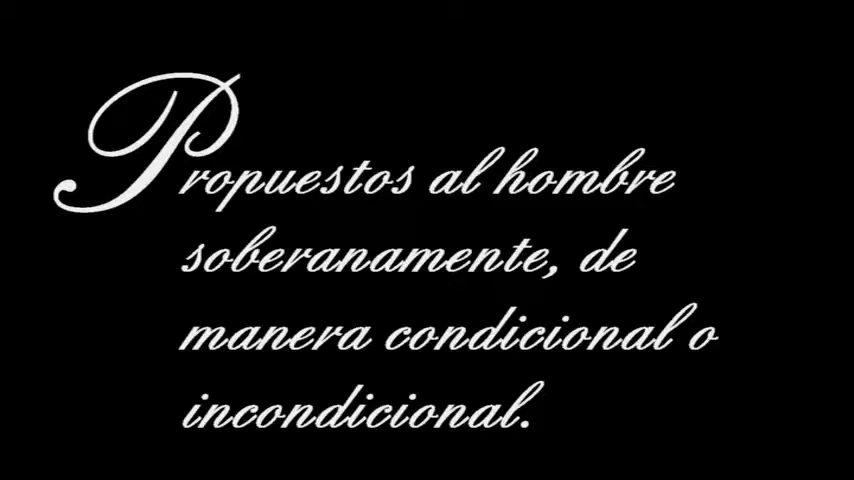 Propuestos al hombre
soberanamente, de
manera condicional o
incondicional.